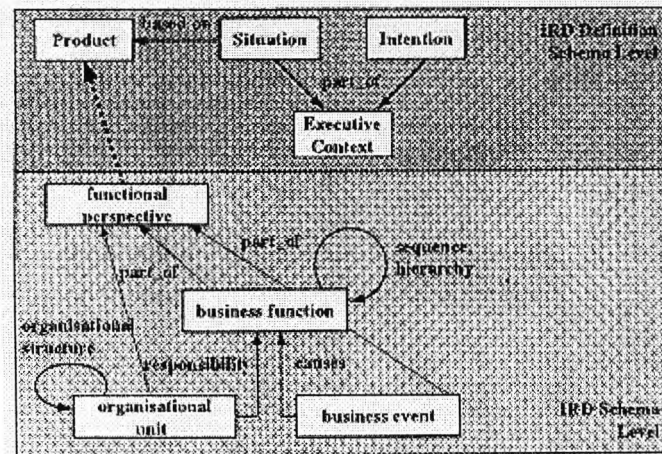 based on
Product
Situation
Intention
IRD Definition
Schema Level
part_of
Executive
Context
functional
perspective
part_of
part_of
sequence,
hierarchy
business function
organisational
structure
responsibility
causes
organisational
unit
business event
IRD Schema
Level